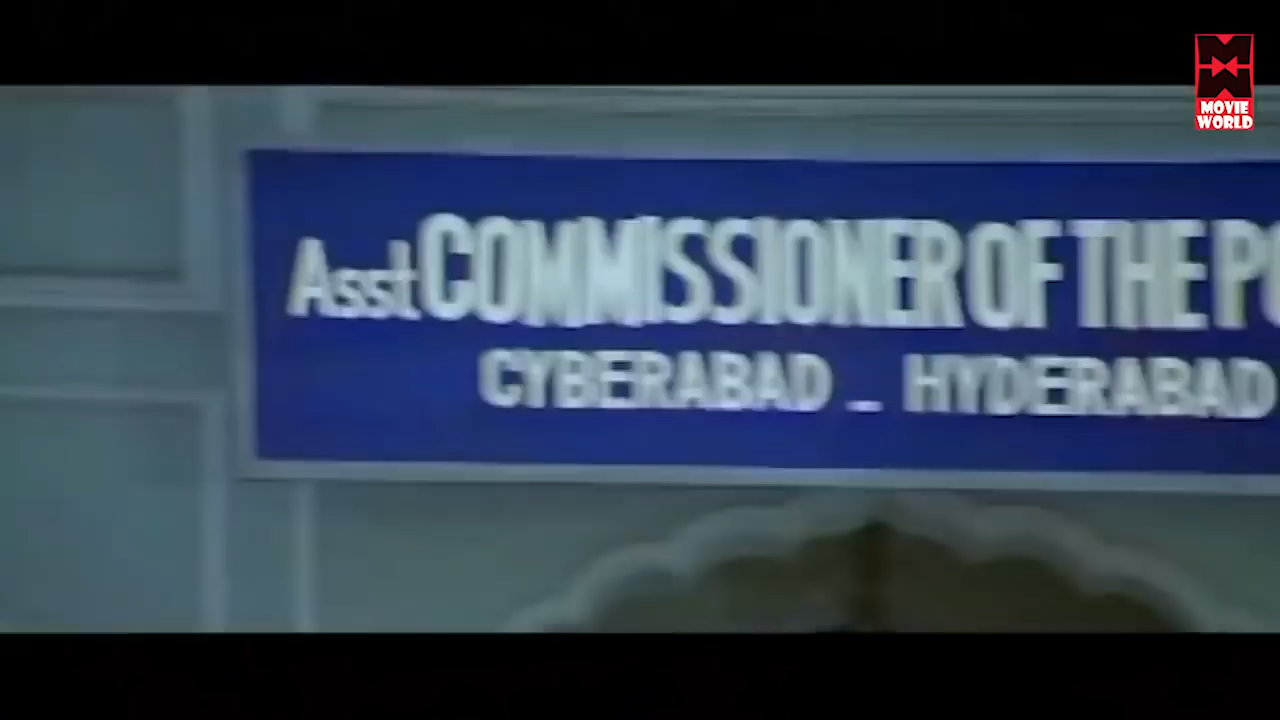 MOVIE
WORLD
Asst COMMISSIONER OF THE
CYBERABAD - HYDERABAD